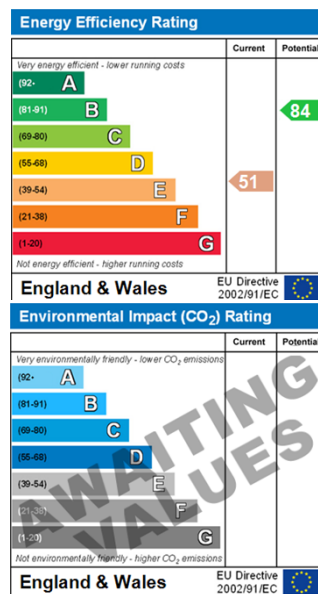 Energy Efficiency Rating
Current Potential
Very energy efficient - lower running costs
(92+ A
(81-91) B
(69-80) C
(55-68) D
(39-54) E
(21-38) F
(1-20) G
51
84
Not energy efficient - higher running costs
England & Wales
EU Directive
2002/91/EC
Environmental Impact (CO₂) Rating
Current Potential
Very environmentally friendly - lower CO₂ emissions
(92+ A
(81-91) B
(69-80) C
(55-68) D
(39-54) E
(21-38) F
(1-20) G
AWAITING
VALUES
Not environmentally friendly - higher CO₂ emissions
England & Wales
EU Directive
2002/91/EC